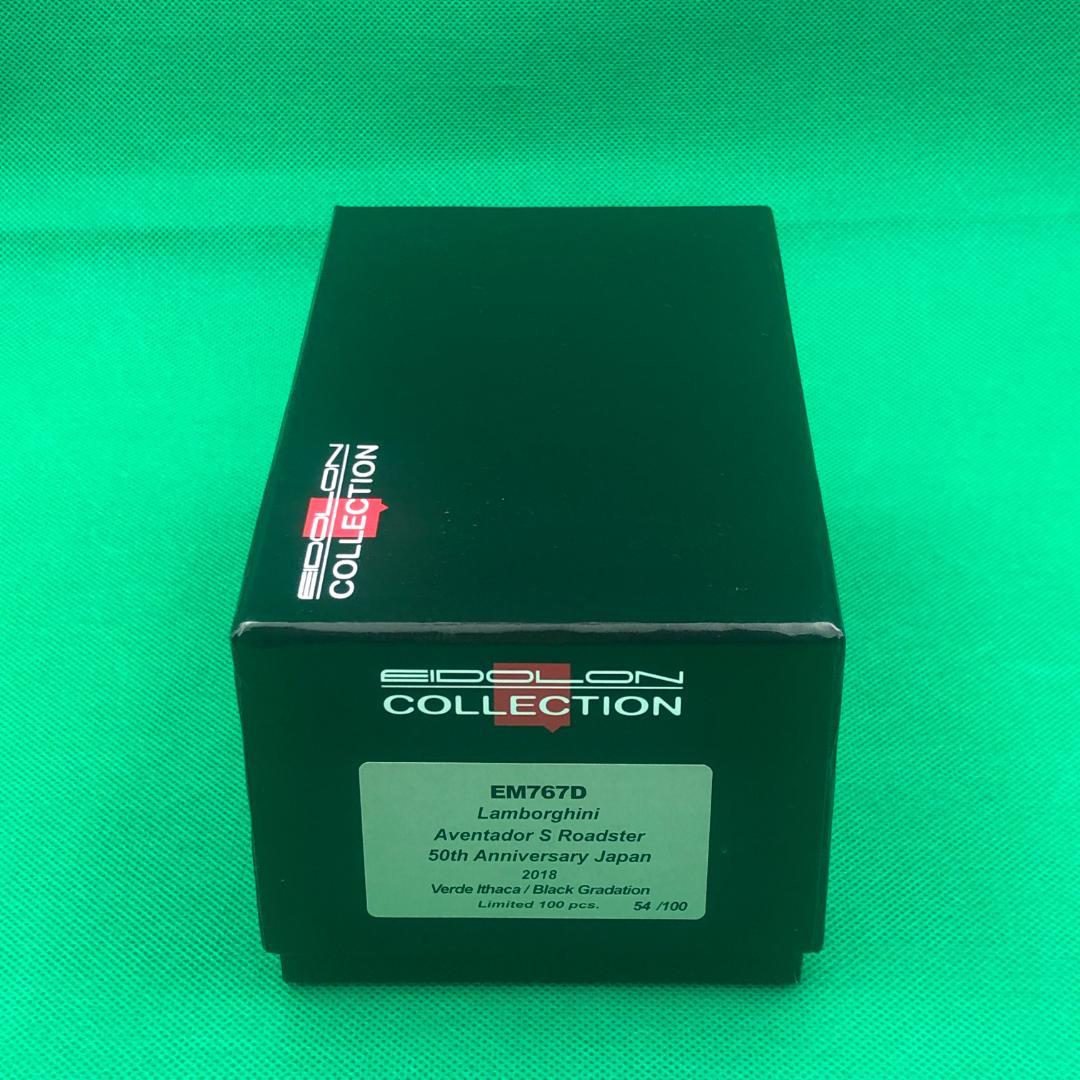 EIDOLON
COLLECTION
EIDOLON
COLLECTION
EM767D
Lamborghini
Aventador S Roadster
50th Anniversary Japan
2018
Verde Ithaca / Black Gradation
Limited 100 pcs. 54 /100